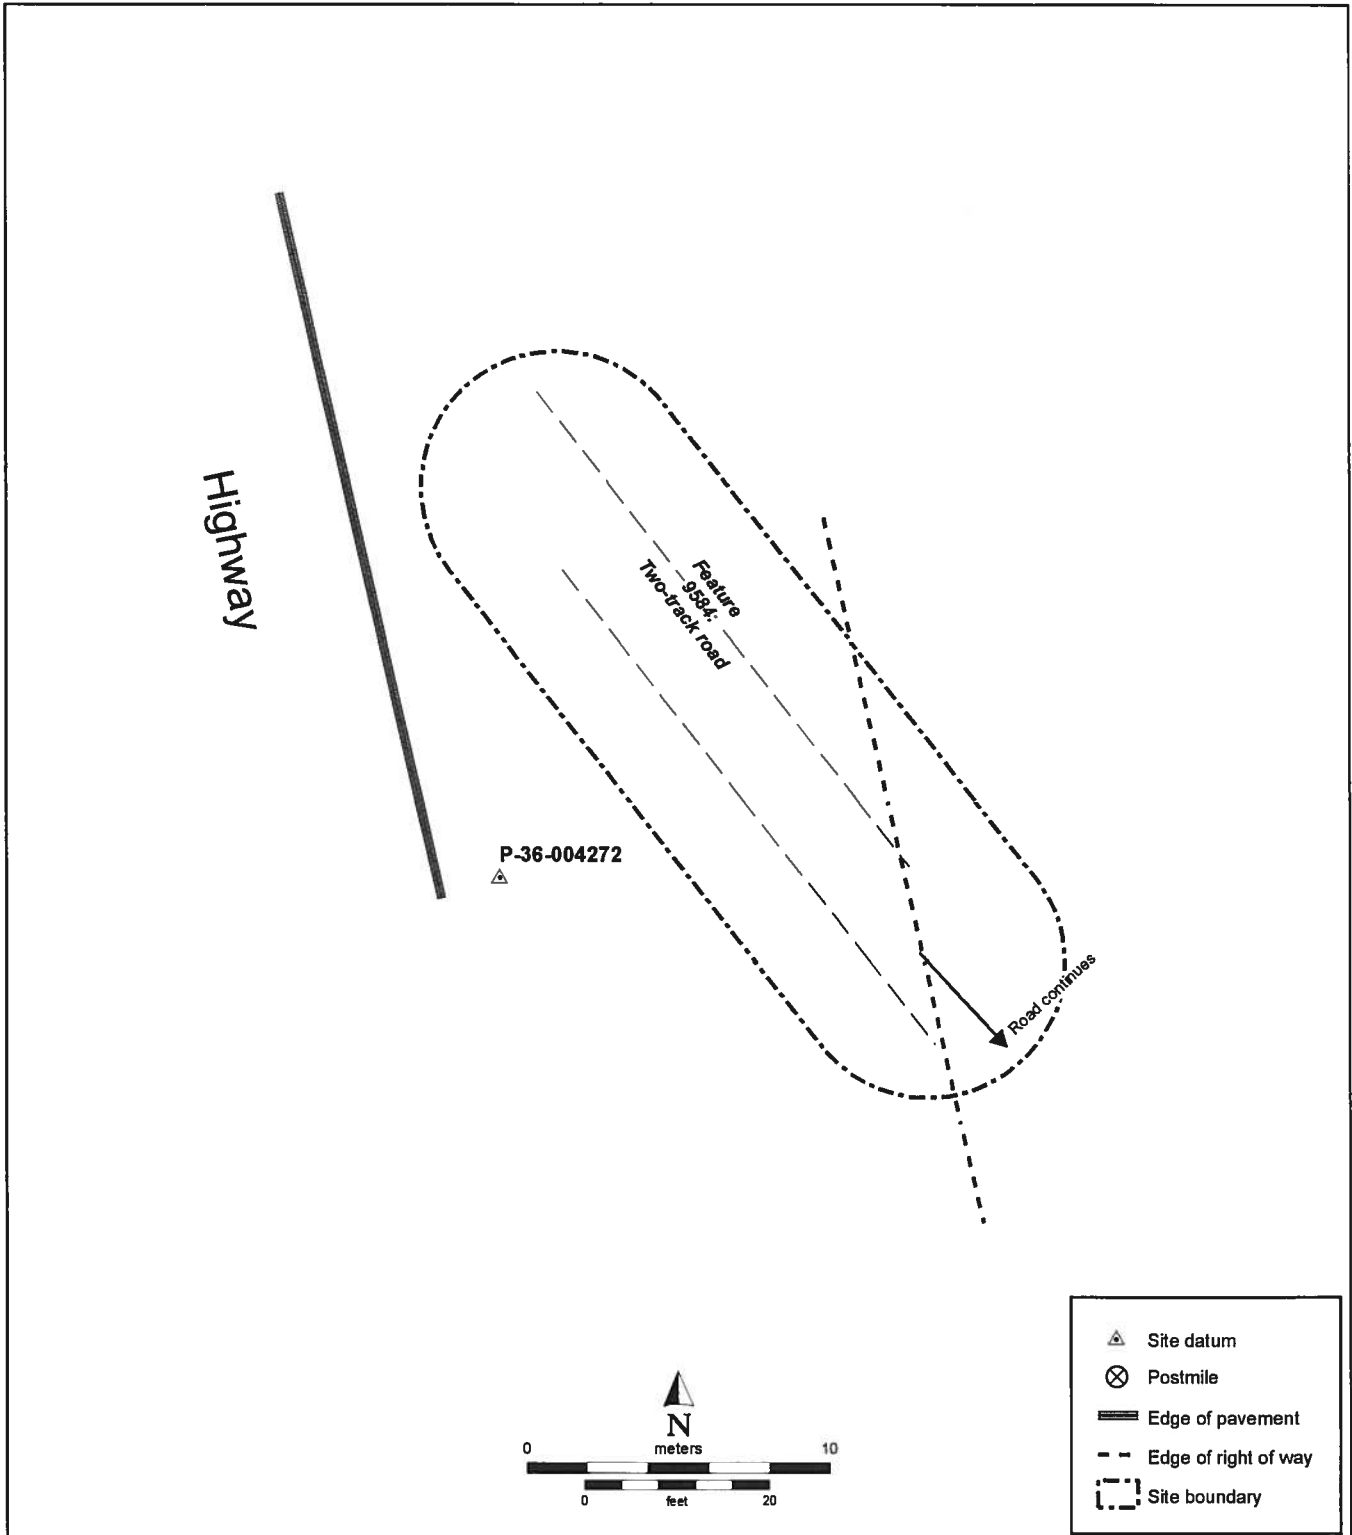 Highway
Feature
9584:
Two-track road
P-36-004272
Road continues
N
meters
0 10
0 feet 20
Site datum
Postmile
Edge of pavement
Edge of right of way
Site boundary